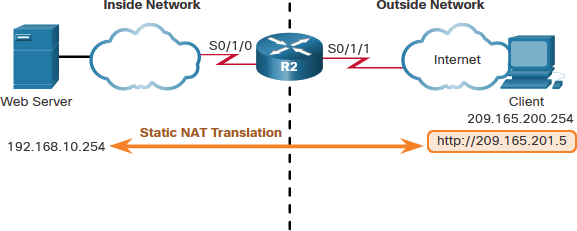 Inside Network
Outside Network
S0/1/0
S0/1/1
R2
Internet
Web Server
Client
209.165.200.254
Static NAT Translation
192.168.10.254
http://209.165.201.5